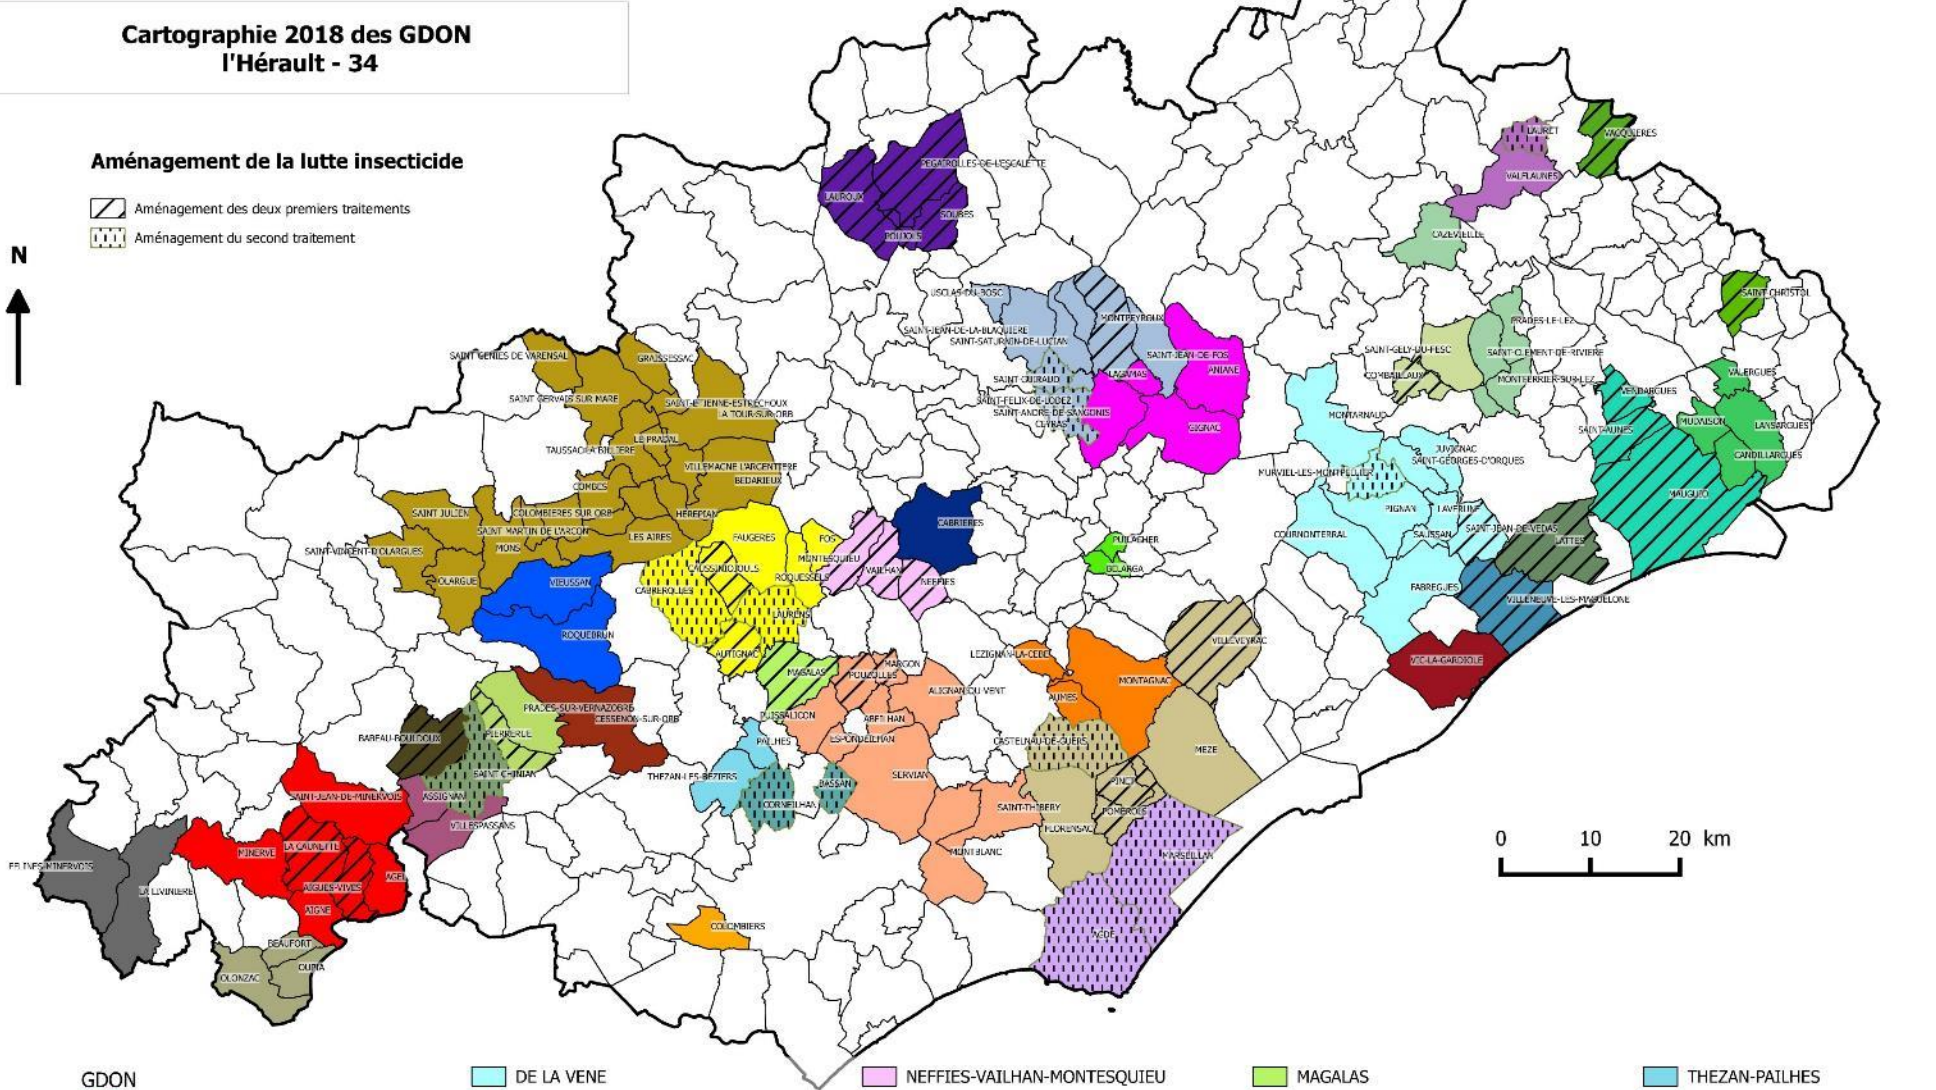 Cartographie 2018 des GDON
l'Hérault - 34
Aménagement de la lutte insecticide
Aménagement des deux premiers traitements
Aménagement du second traitement
N
LAURET
VACQUIERES
PEGAIROLLES-DE-L'ESCALETTE
VALFLAUNES
LAUROUX
SOUBES
POUJOLS
CAZEVIEILLE
USCLAS-DU-BOSC
SAINT-CHRISTOL
MONTPEYROUX
PRADES-LE-LEZ
SAINT-JEAN-DE-LA-BLAQUIERE
SAINT-SATURNIN-DE-LUCIAN
SAINT-GELY-DU-FESC
SAINT-CLEMENT-DE-RIVIERE
SAINT GENIES DE VARENSAL
GRAISSESSAC
SAINT-JEAN-DE-FOS
ANIANE
LAGAMAS
COMBAILLAUX
MONTFERRIER-SUR-LEZ
VALERGUES
SAINT-GUIRAUD
VENDARGUES
SAINT GERVAIS SUR MARE
SAINT-ETIENNE-ESTRECHOUX
SAINT-FELIX-DE-LODEZ
SAINT-ANDRE-DE-SANGONIS
LA TOUR-SUR-ORB
CEYRAS
MONTARNAUD
GIGNAC
SAINT-AUNES
MUDAISON
LANSARGUES
LE PRADAL
TAUSSAC-LA-BILLIERE
JUVIGNAC
SAINT-GEORGES-D'ORQUES
CANDILLARGUES
VILLEMAGNE L'ARGENTIERE
MURVIEL-LES-MONTPELLIER
BEDARIEUX
COMBES
MAUGUIO
SAINT JULIEN
COLOMBIERES SUR ORB
HEREPIAN
CABRIERES
PIGNAN
LAVERUNE
SAINT MARTIN DE L'ARCON
SAINT-JEAN-DE-VEDAS
LES AIRES
FAUGERES
FOS
PUILACHER
COURNONTERRAL
SAUSSAN
LATTES
SAINT-VINCENT-D'OLARGUES
MONS
MONTESQUIEU
BELARGA
CAUSSINIOJOULS
VAILHAN
ROQUESSELS
NEFFIES
OLARGUE
VIEUSSAN
CABREROLLES
FABREGUES
VILLENEUVE-LES-MAGUELONE
LAURENS
ROQUEBRUN
VILLEVEYRAC
AUTIGNAC
LEZIGNAN-LA-CEBE
VIC-LA-GARDIOLE
MARGON
MAGALAS
POUZOLLES
MONTAGNAC
ALIGNAN-DU-VENT
AUMES
PRADES-SUR-VERNAZOBRE
CESSENON-SUR-ORB
PUISSALICON
ABEILHAN
PIERRERUE
BABEAU-BOULDOUX
PAILHES
ESPONDEILHAN
CASTELNAU-DE-GUERS
MEZE
SAINT CHINIAN
THEZAN-LES-BEZIERS
BASSAN
SERVIAN
PINET
SAINT-JEAN-DE-MINERVOIS
ASSIGNAN
CORNEILHAN
SAINT-THIBERY
POMEROLS
VILLESPASSANS
FLORENSAC
MINERVE
LA CAUNETTE
MONTBLANC
MARSEILLAN
FELINES-MINERVOIS
AGEL
AIGUES-VIVES
LA LIVINIERE
AIGNE
COLOMBIERS
AGDE
BEAUFORT
OUPIA
OLONZAC
0 10 20 km
GDON
DE LA VENE
NEFFIES-VAILHAN-MONTESQUIEU
MAGALAS
THEZAN-PAILHES